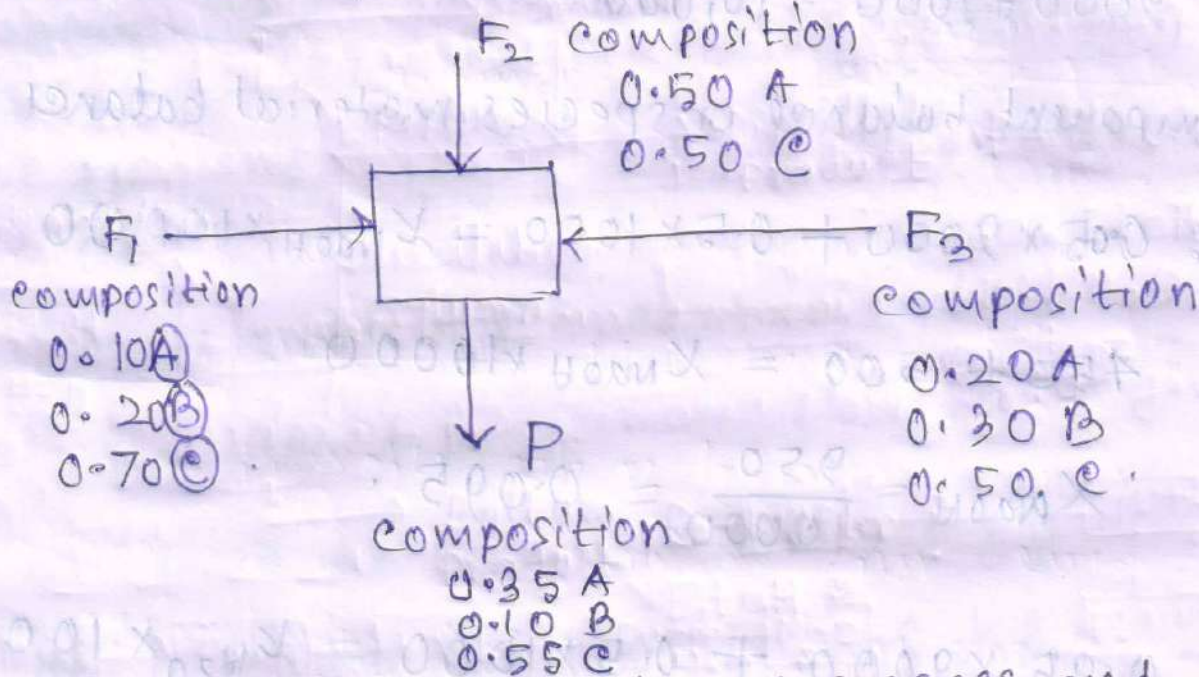 F₂ composition
0.50 A
0.50 C
F₁
composition
0.10 A
0.20 B
0.70 C
F₃
composition
0.20 A
0.30 B
0.50 C
P
composition
0.35 A
0.10 B
0.55 C